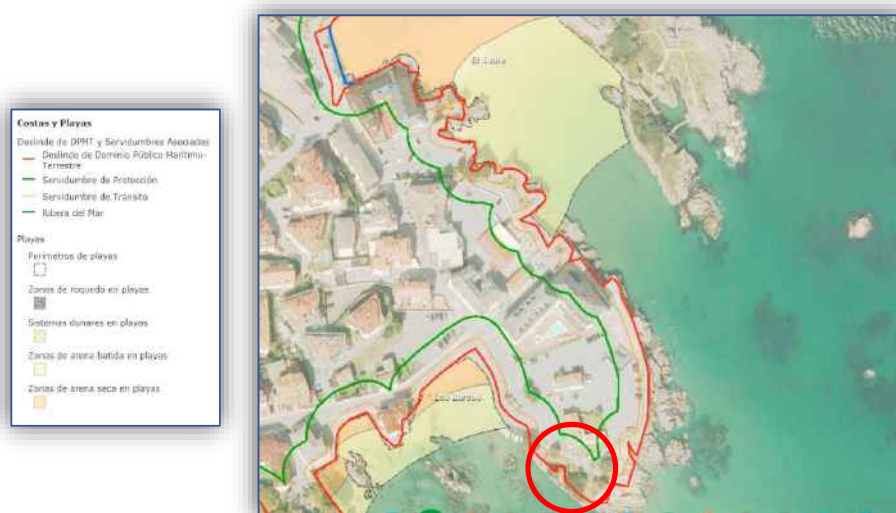 Costas y Playas
Deslinde de DPMT y Servidumbres Asociadas
Deslinde de Dominio Público Marítimo-
Terrestre
Servidumbre de Protección
Servidumbre de Tránsito
Ribera del Mar
Playas
Perímetros de playas
Zonas de roquedo en playas
Sistemas dunares en playas
Zonas de arena batida en playas
Zonas de arena seca en playas
El Sable
Los Barcos